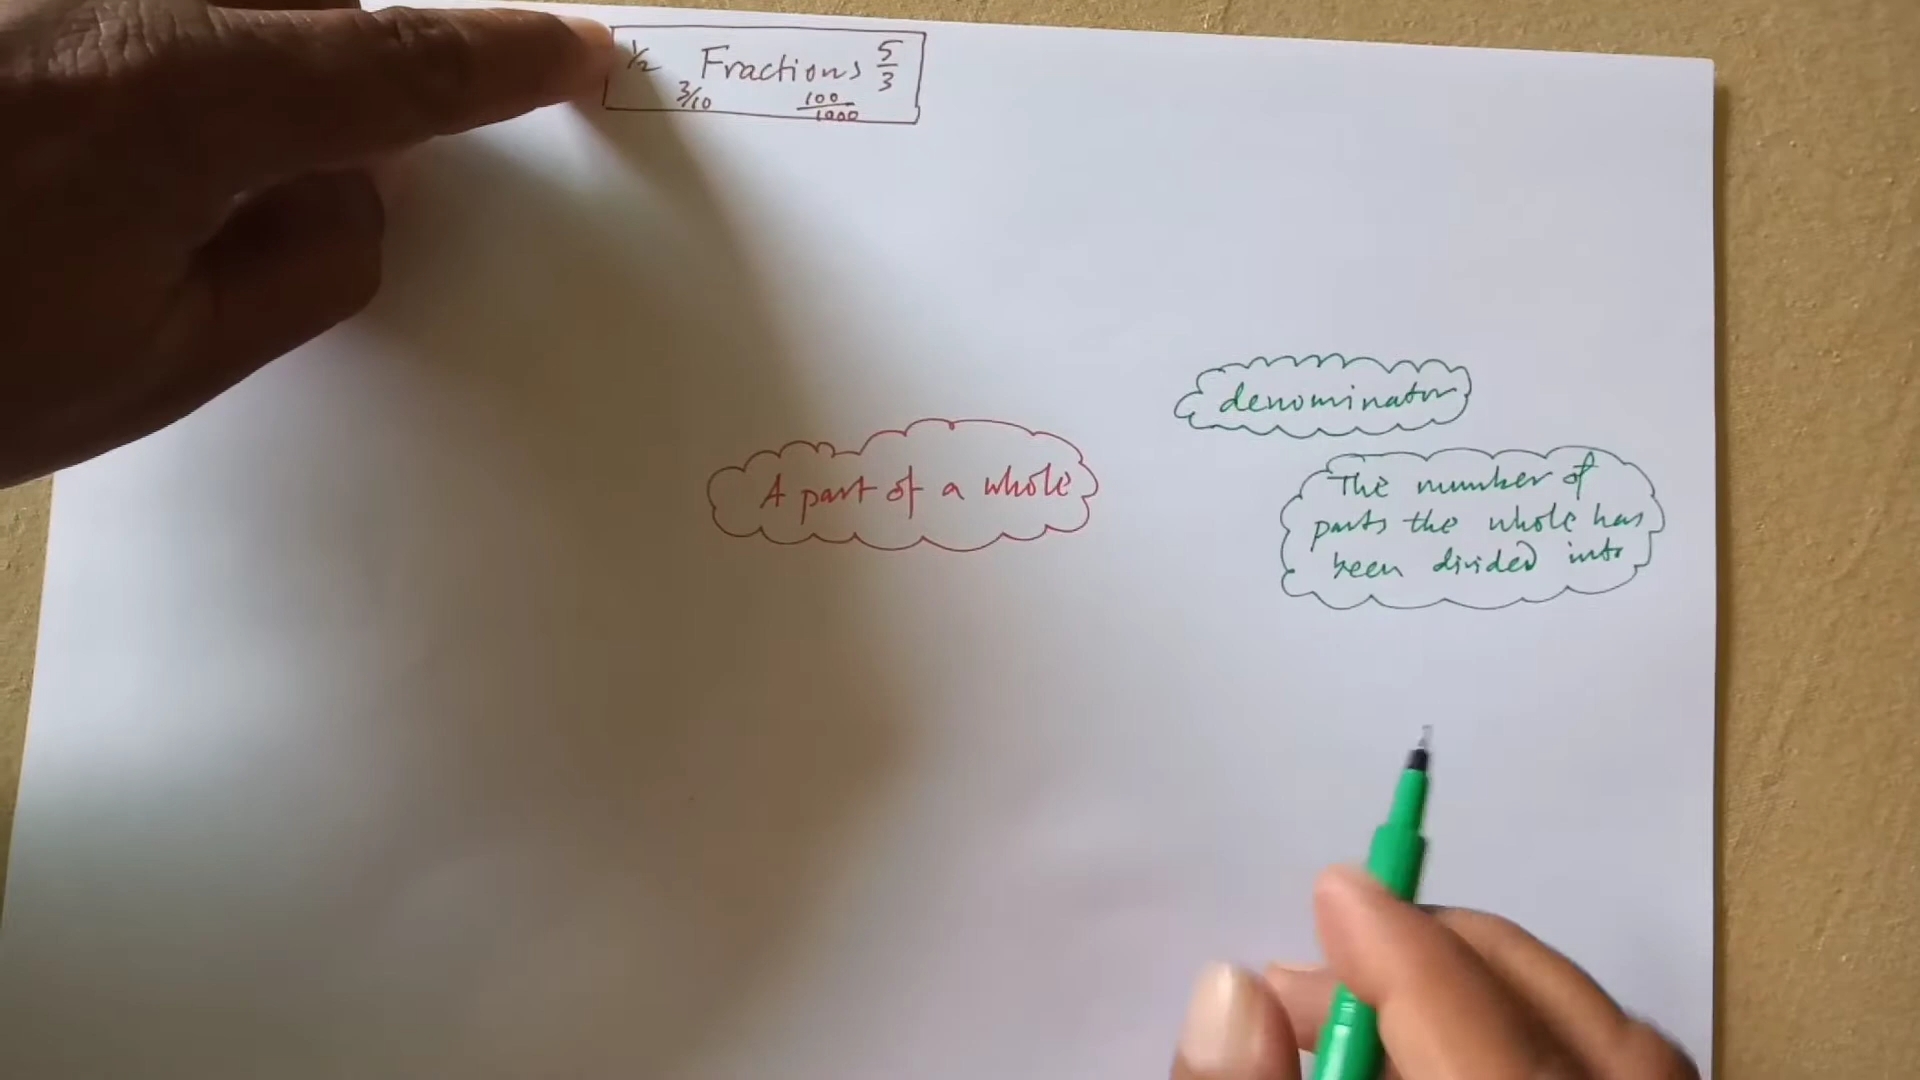 1/2 Fractions 5/3
3/10 100/1000
denominator
A part of a whole
The number of
parts the whole has
been divided into